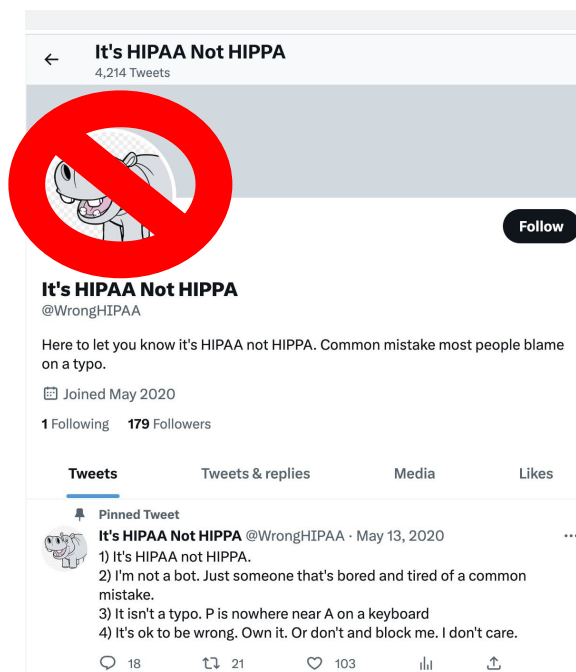 It's HIPAA Not HIPPA
4,214 Tweets
Follow
It's HIPAA Not HIPPA
@WrongHIPAA
Here to let you know it's HIPAA not HIPPA. Common mistake most people blame
on a typo.
Joined May 2020
1 Following 179 Followers
Tweets Tweets & replies Media Likes
Pinned Tweet
It's HIPAA Not HIPPA @WrongHIPAA · May 13, 2020 ...
1) It's HIPAA not HIPPA.
2) I'm not a bot. Just someone that's bored and tired of a common
mistake.
3) It isn't a typo. P is nowhere near A on a keyboard
4) It's ok to be wrong. Own it. Or don't and block me. I don't care.
18 21 103